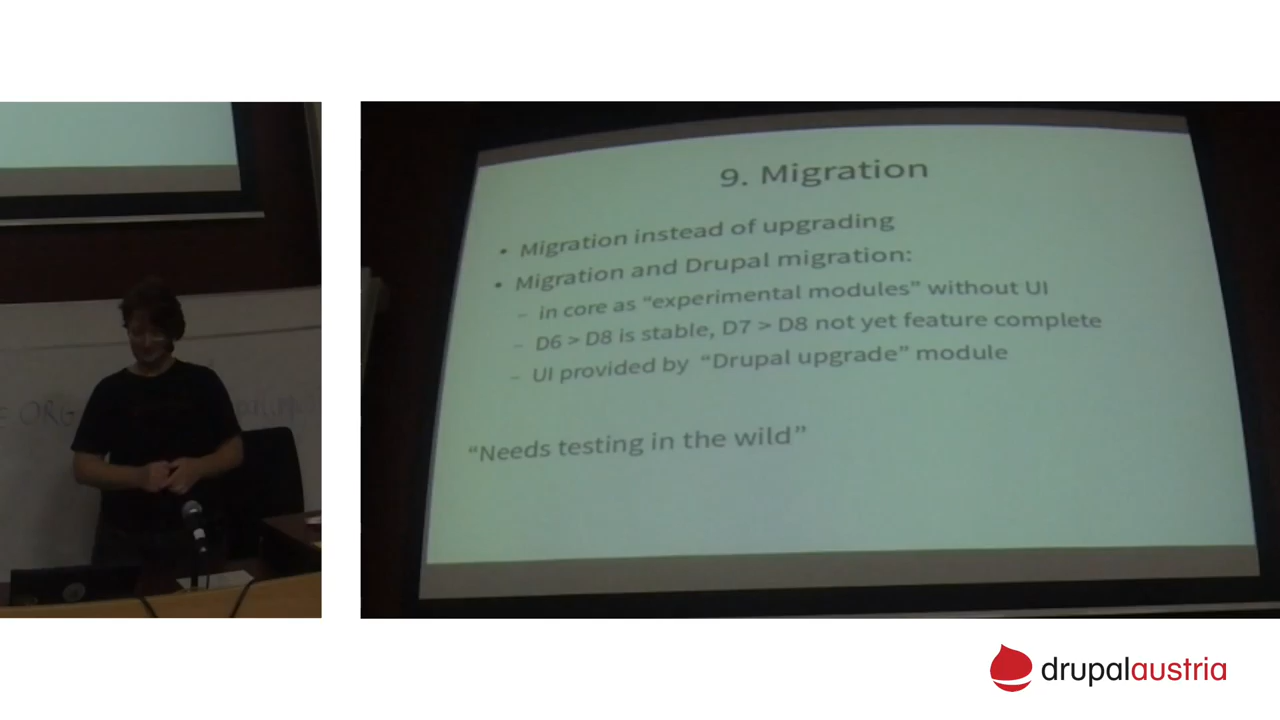 9. Migration
• Migration instead of upgrading
• Migration and Drupal migration:
– in core as “experimental modules” without UI
– D6 > D8 is stable, D7 > D8 not yet feature complete
– UI provided by “Drupal upgrade” module
“Needs testing in the wild”
drupalaustria